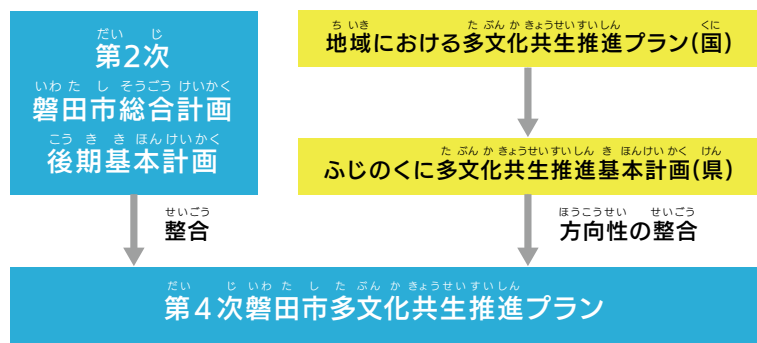 だい じ
第2次
いわ た し そうごう けいかく
磐田市総合計画
こう き き ほんけいかく
後期基本計画
せいごう
整合
ち いき た ぶん か きょうせいすいしん くに
地域における多文化共生推進プラン(国)
た ぶん か きょうせいすいしん き ほんけいかく けん
ふじのくに多文化共生推進基本計画(県)
ほうこうせい せいごう
方向性の整合
だい じ いわ た し た ぶん か きょうせいすいしん
第4次磐田市多文化共生推進プラン